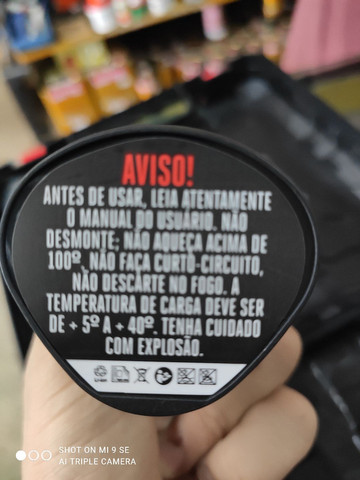 AVISO!
ANTES DE USAR, LEIA ATENTAMENTE
O MANUAL DO USUÁRIO. NÃO
DESMONTE; NÃO AQUEÇA ACIMA DE
100º, NÃO FAÇA CURTO-CIRCUITO,
NÃO DESCARTE NO FOGO. A
TEMPERATURA DE CARGA DEVE SER
DE + 5º A + 40º. TENHA CUIDADO
COM EXPLOSÃO.
SHOT ON MI 9 SE
AI TRIPLE CAMERA